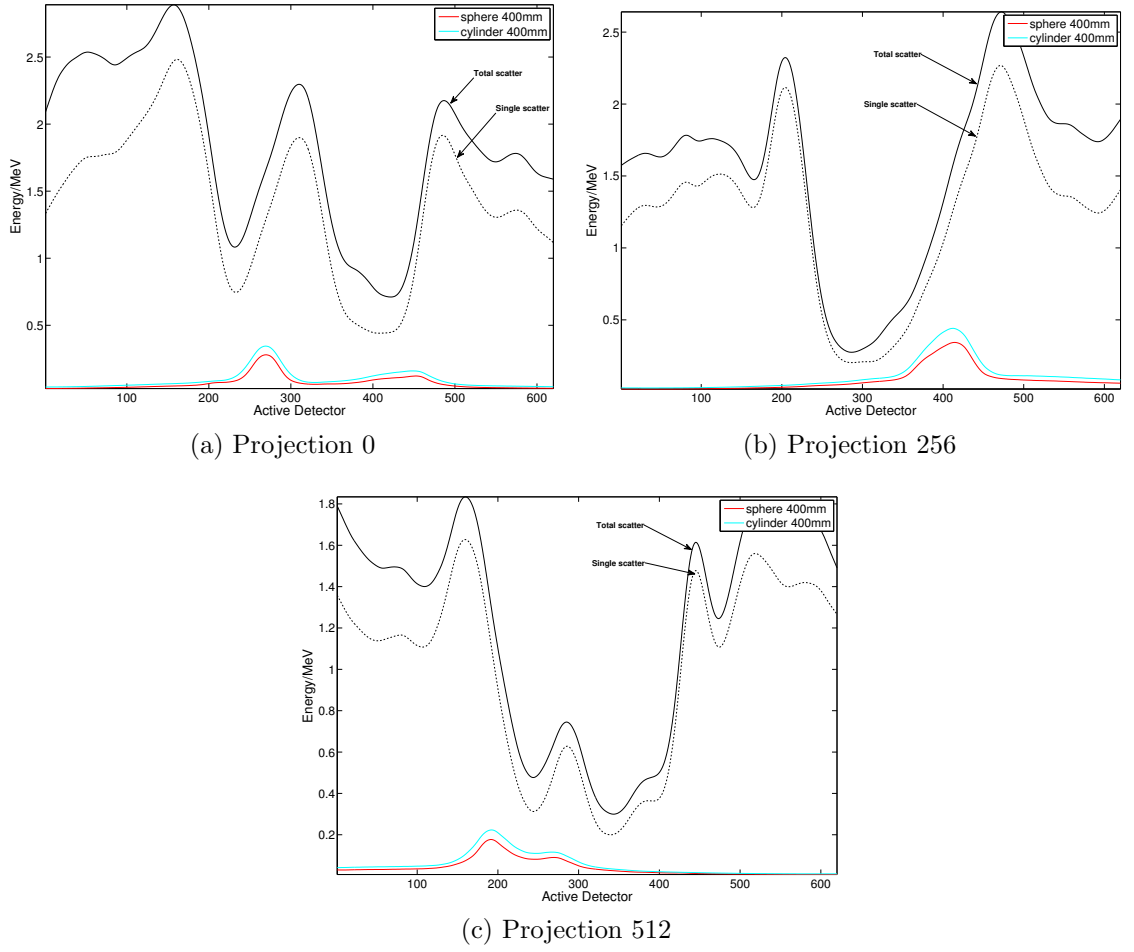 sphere 400mm
cylinder 400mm
Total scatter
Single scatter
Energy/MeV
2.5
2
1.5
1
0.5
100 200 300 400 500 600
Active Detector
(a) Projection 0
sphere 400mm
cylinder 400mm
Total scatter
Single scatter
Energy/MeV
2.5
2
1.5
1
0.5
100 200 300 400 500 600
Active Detector
(b) Projection 256
sphere 400mm
cylinder 400mm
Total scatter
Single scatter
Energy/MeV
1.8
1.6
1.4
1.2
1
0.8
0.6
0.4
0.2
100 200 300 400 500 600
Active Detector
(c) Projection 512